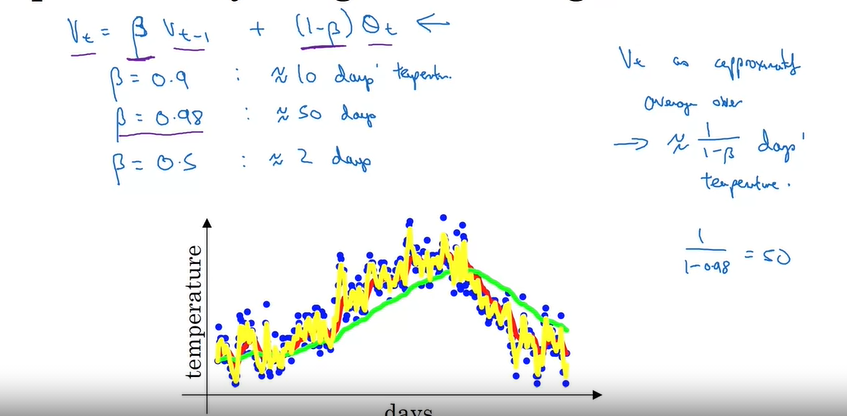 Vₜ = β Vₜ₋₁ + (1-β) θₜ ←
β = 0.9 : ≈ 10 days'
β = 0.98 : ≈ 50 days
β = 0.5 : ≈ 2 days
Vₜ as approximately
average over
→ ≈ 1/(1-β) days'
temperature.
1/(1-0.98) = 50
temperature
days